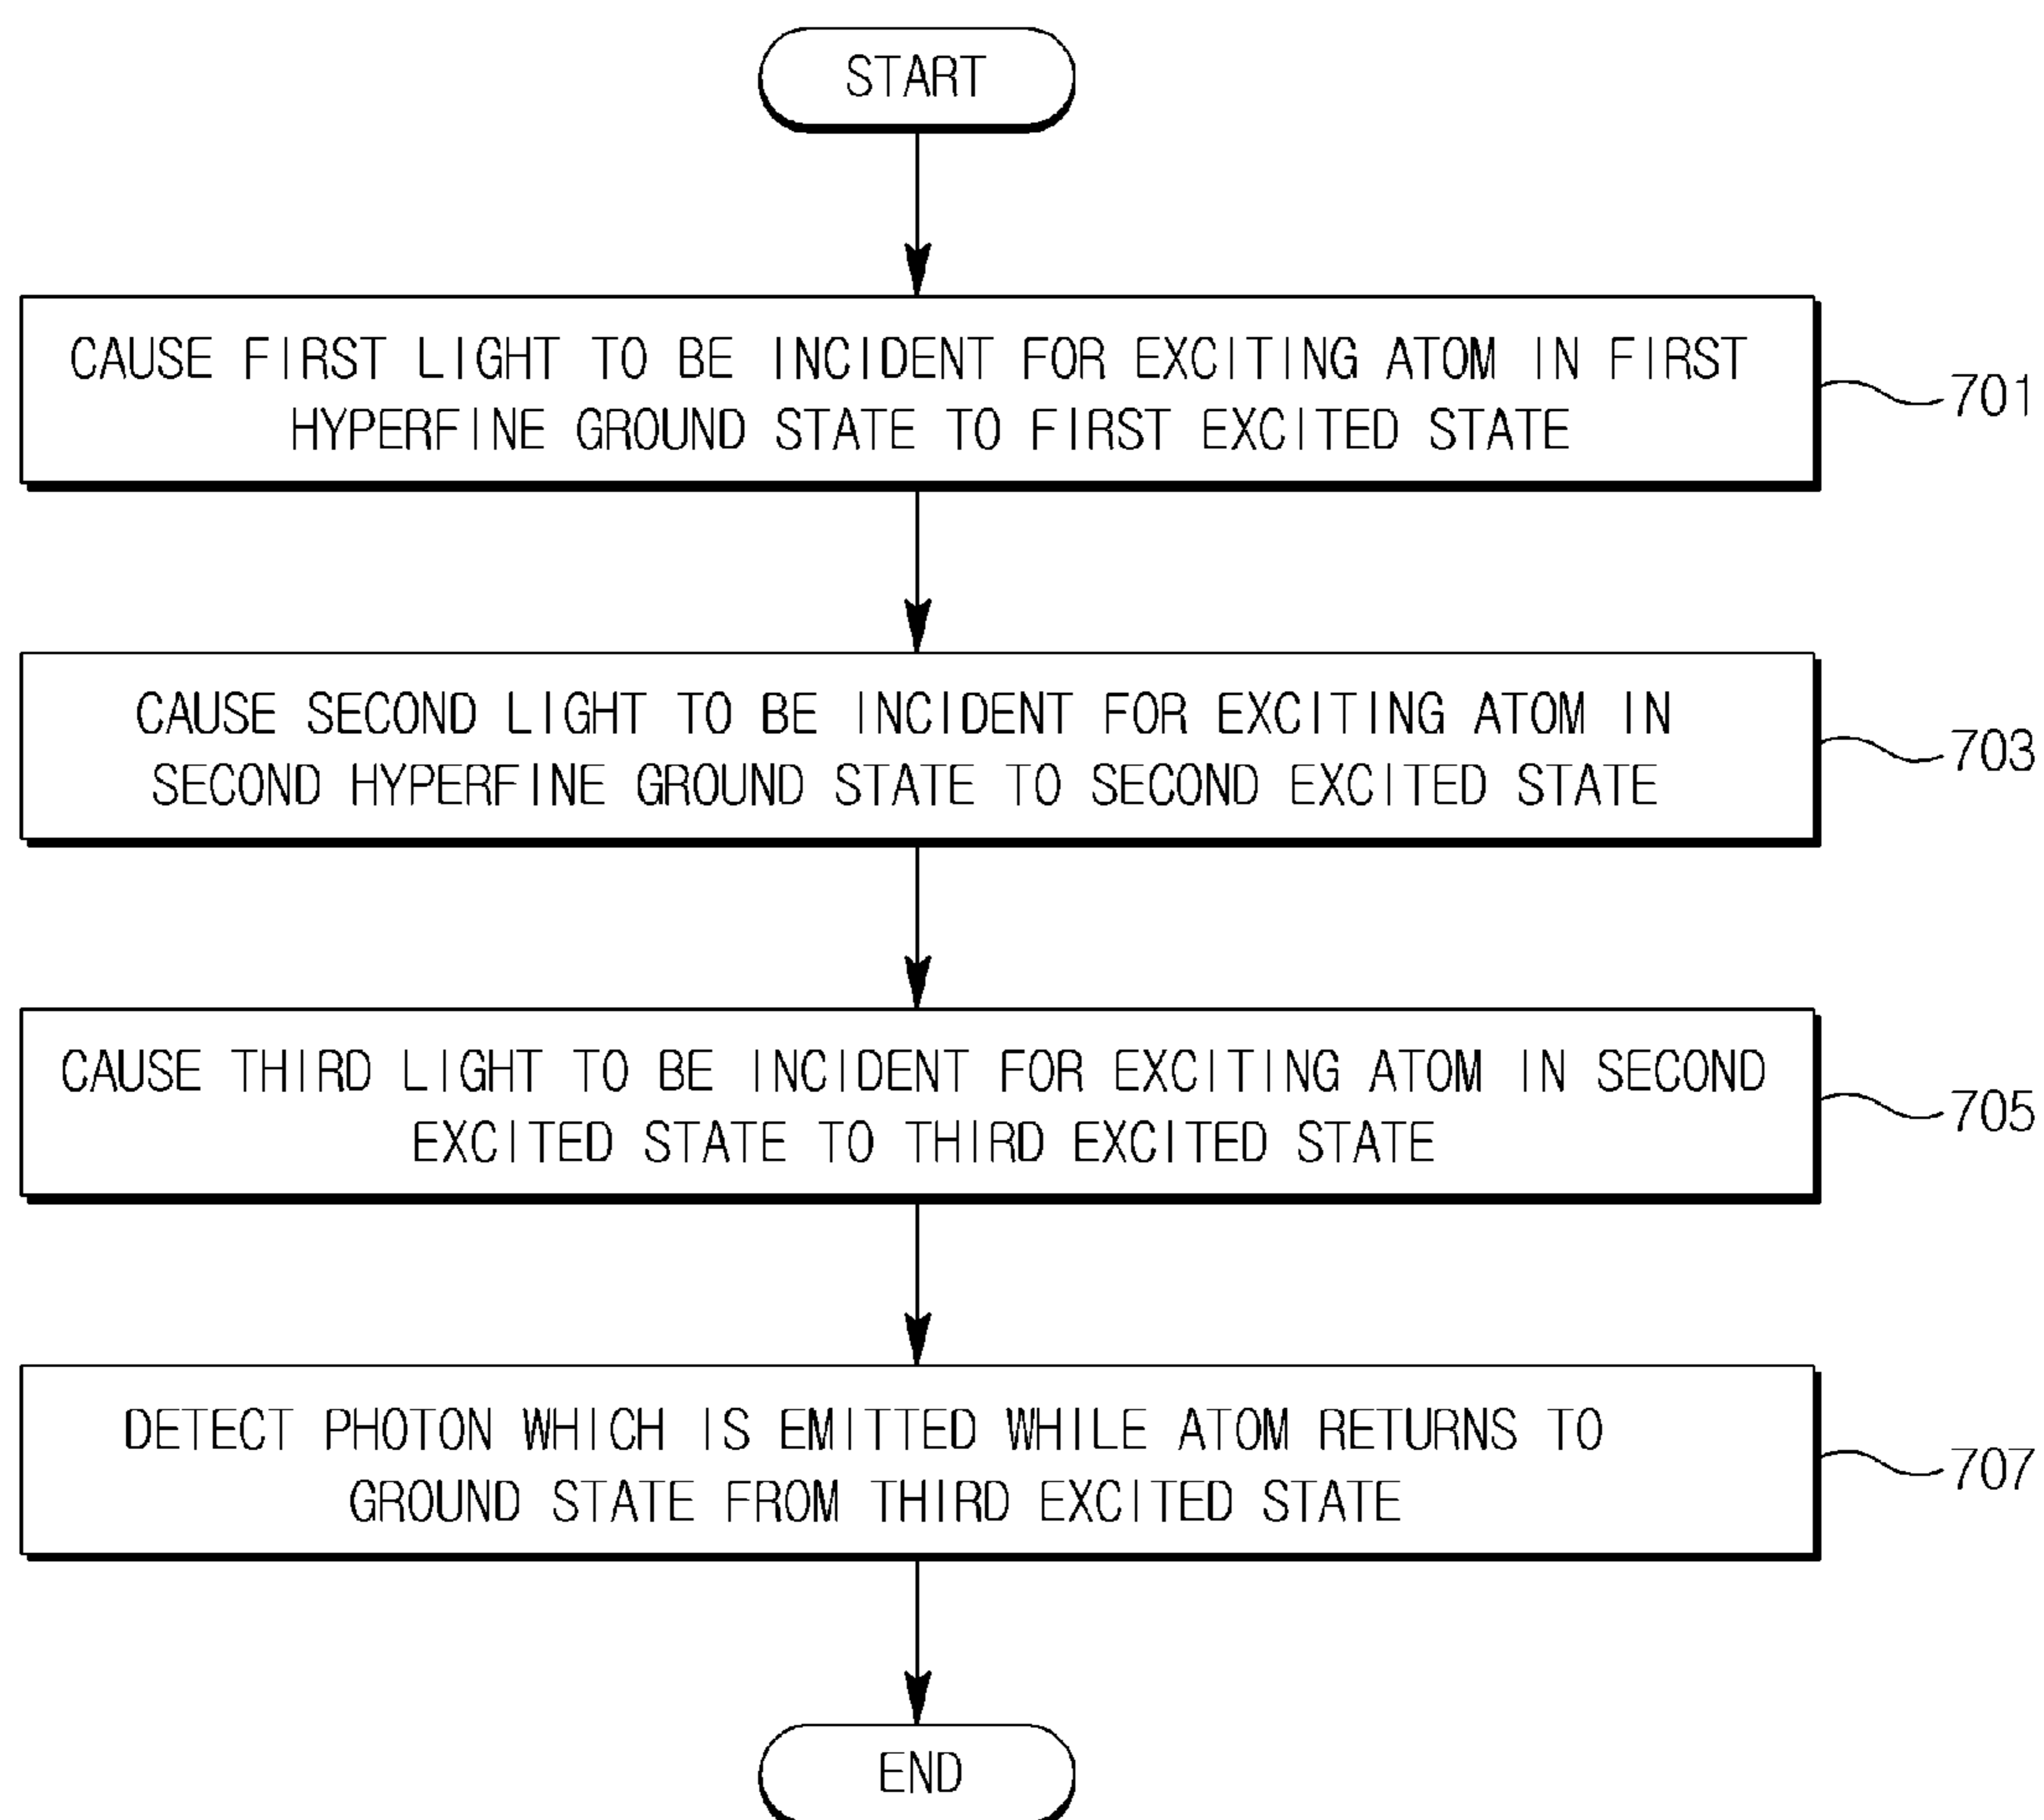 START
CAUSE FIRST LIGHT TO BE INCIDENT FOR EXCITING ATOM IN FIRST
HYPERFINE GROUND STATE TO FIRST EXCITED STATE
701
CAUSE SECOND LIGHT TO BE INCIDENT FOR EXCITING ATOM IN
SECOND HYPERFINE GROUND STATE TO SECOND EXCITED STATE
703
CAUSE THIRD LIGHT TO BE INCIDENT FOR EXCITING ATOM IN SECOND
EXCITED STATE TO THIRD EXCITED STATE
705
DETECT PHOTON WHICH IS EMITTED WHILE ATOM RETURNS TO
GROUND STATE FROM THIRD EXCITED STATE
707
END